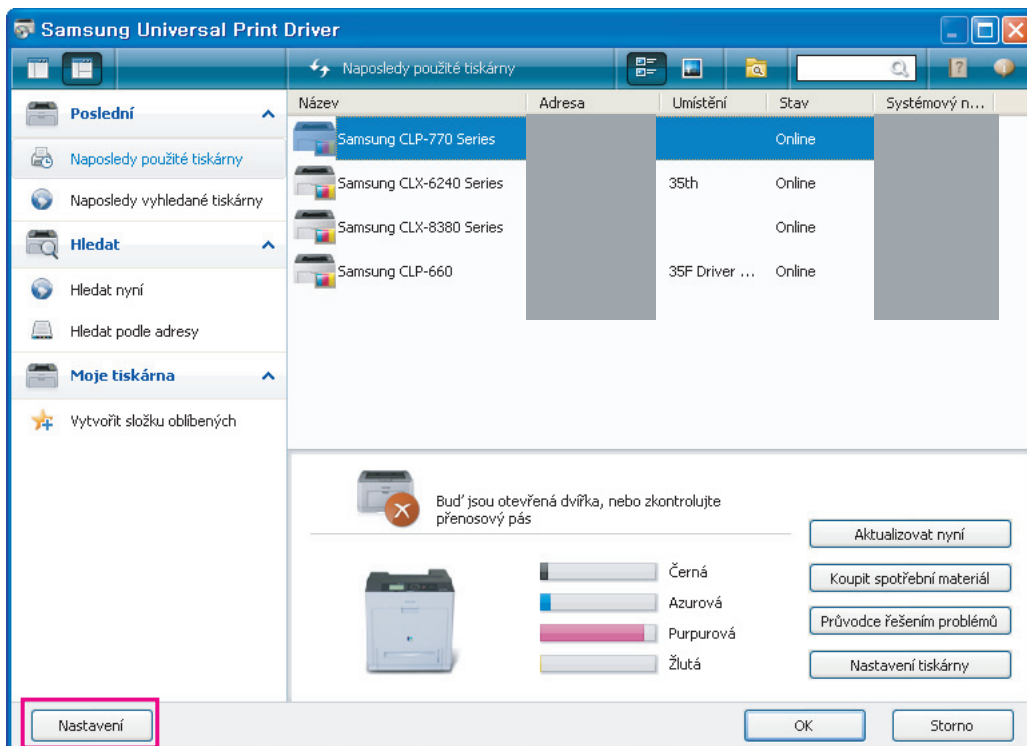 Samsung Universal Print Driver
Naposledy použité tiskárny
Poslední
Naposledy použité tiskárny
Naposledy vyhledané tiskárny
Hledat
Hledat nyní
Hledat podle adresy
Moje tiskárna
Vytvořit složku oblíbených
Název Adresa Umístění Stav Systémový n...
Samsung CLP-770 Series Online
Samsung CLX-6240 Series 35th Online
Samsung CLX-8380 Series Online
Samsung CLP-660 35F Driver ... Online
Buď jsou otevřená dvířka, nebo zkontrolujte
přenosový pás
Černá
Azurová
Purpurová
Žlutá
Aktualizovat nyní
Koupit spotřební materiál
Průvodce řešením problémů
Nastavení tiskárny
Nastavení
OK
Storno